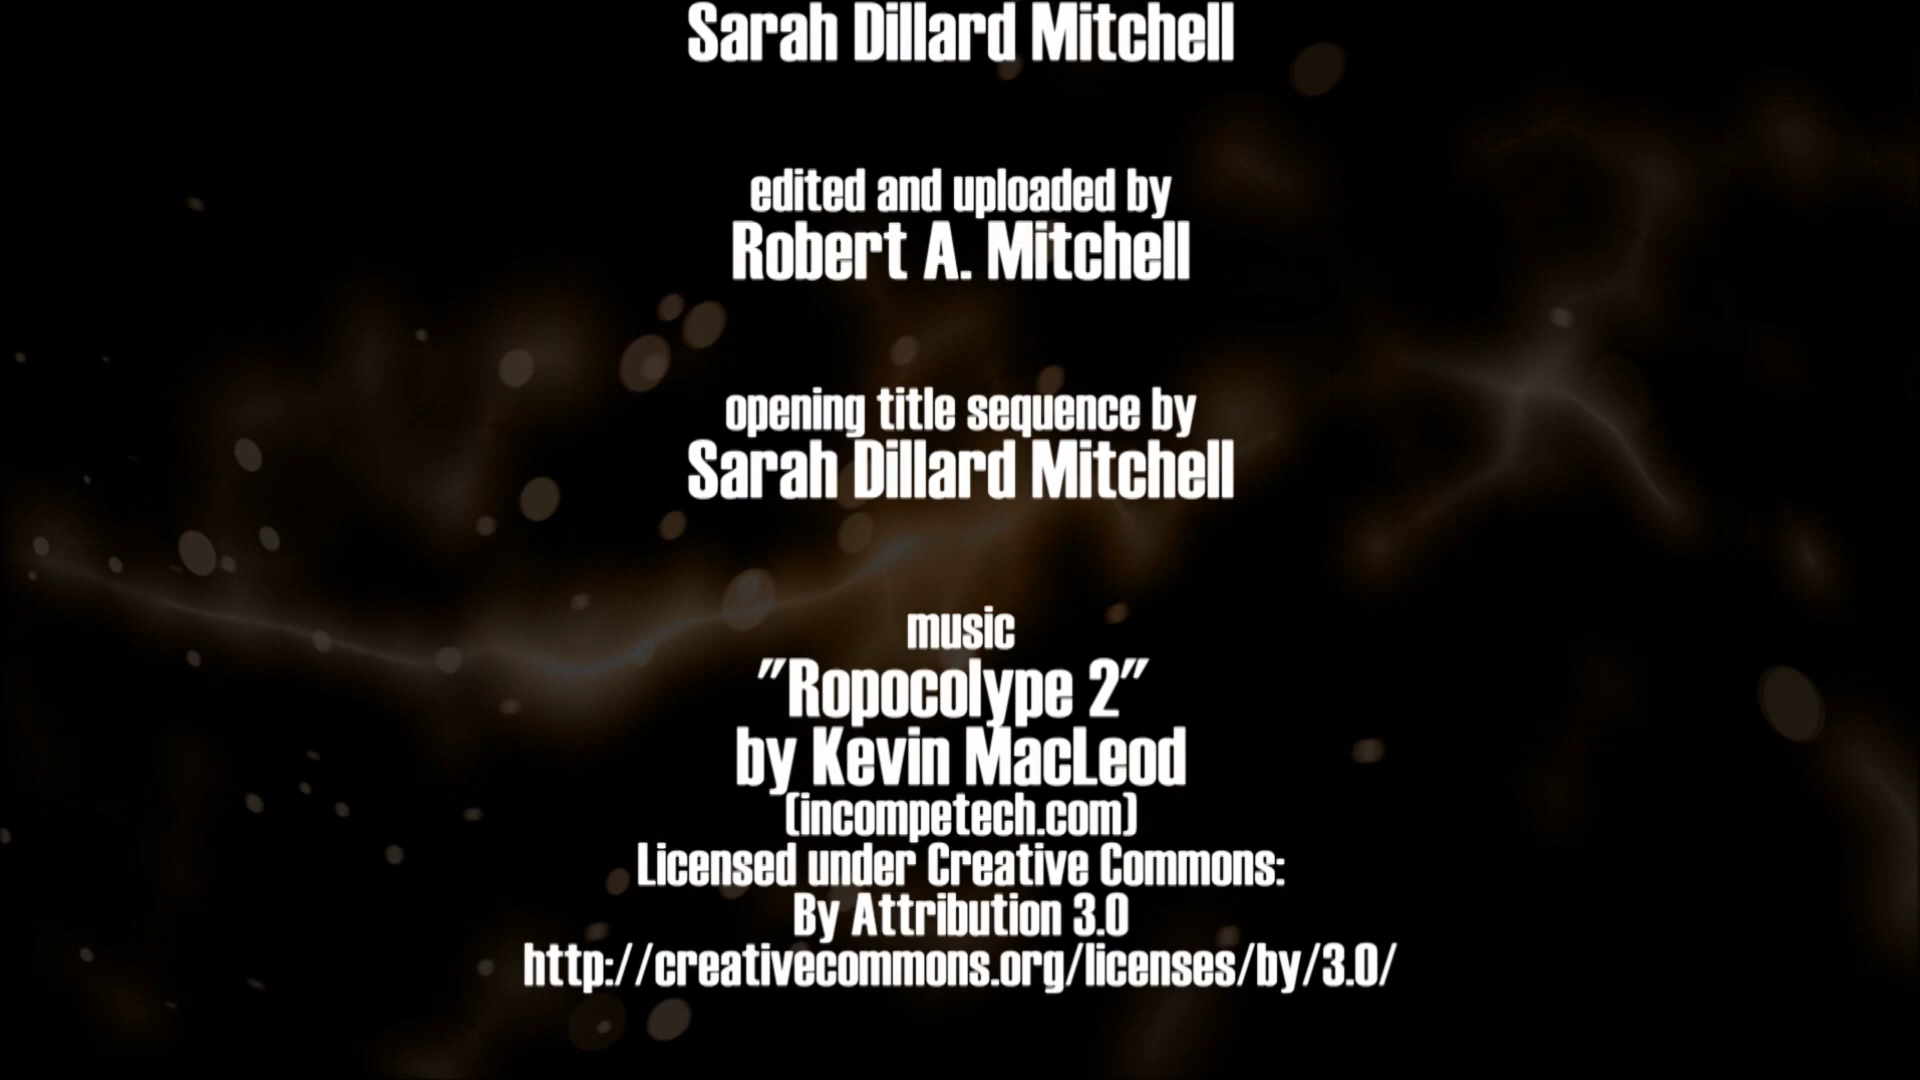 Sarah Dillard Mitchell
edited and uploaded by
Robert A. Mitchell
opening title sequence by
Sarah Dillard Mitchell
music
"Ropocolype 2"
by Kevin MacLeod
(incompetech.com)
Licensed under Creative Commons:
By Attribution 3.0
http://creativecommons.org/licenses/by/3.0/